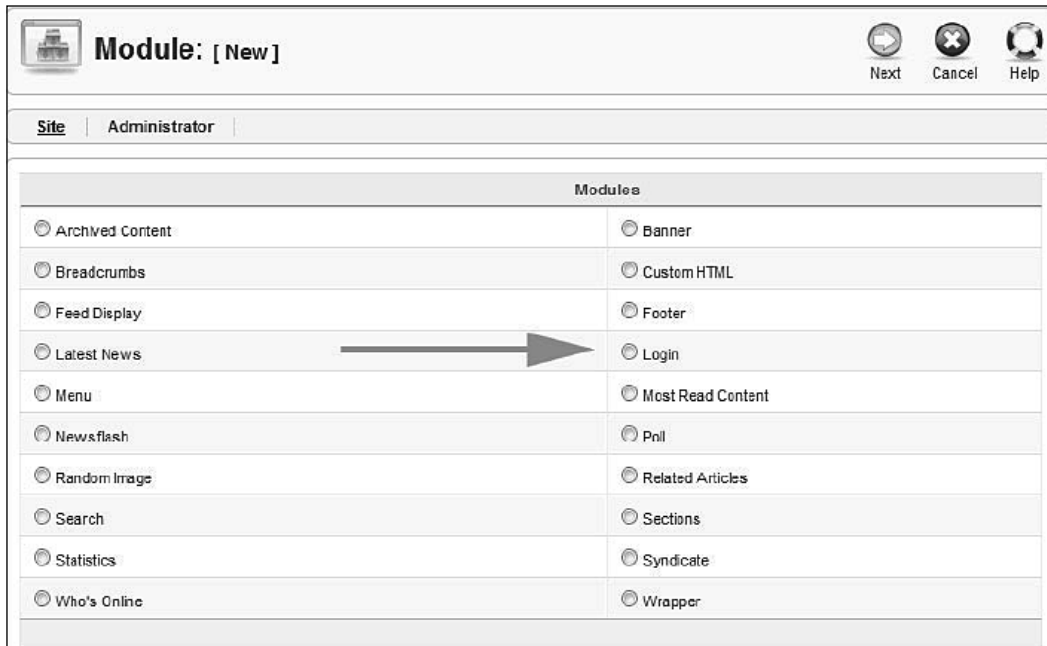 Module: [ New ]
Next Cancel Help
Site Administrator
Modules
Archived Content Banner
Breadcrumbs Custom HTML
Feed Display Footer
Latest News Login
Menu Most Read Content
Newsflash Poll
Random Image Related Articles
Search Sections
Statistics Syndicate
Who's Online Wrapper